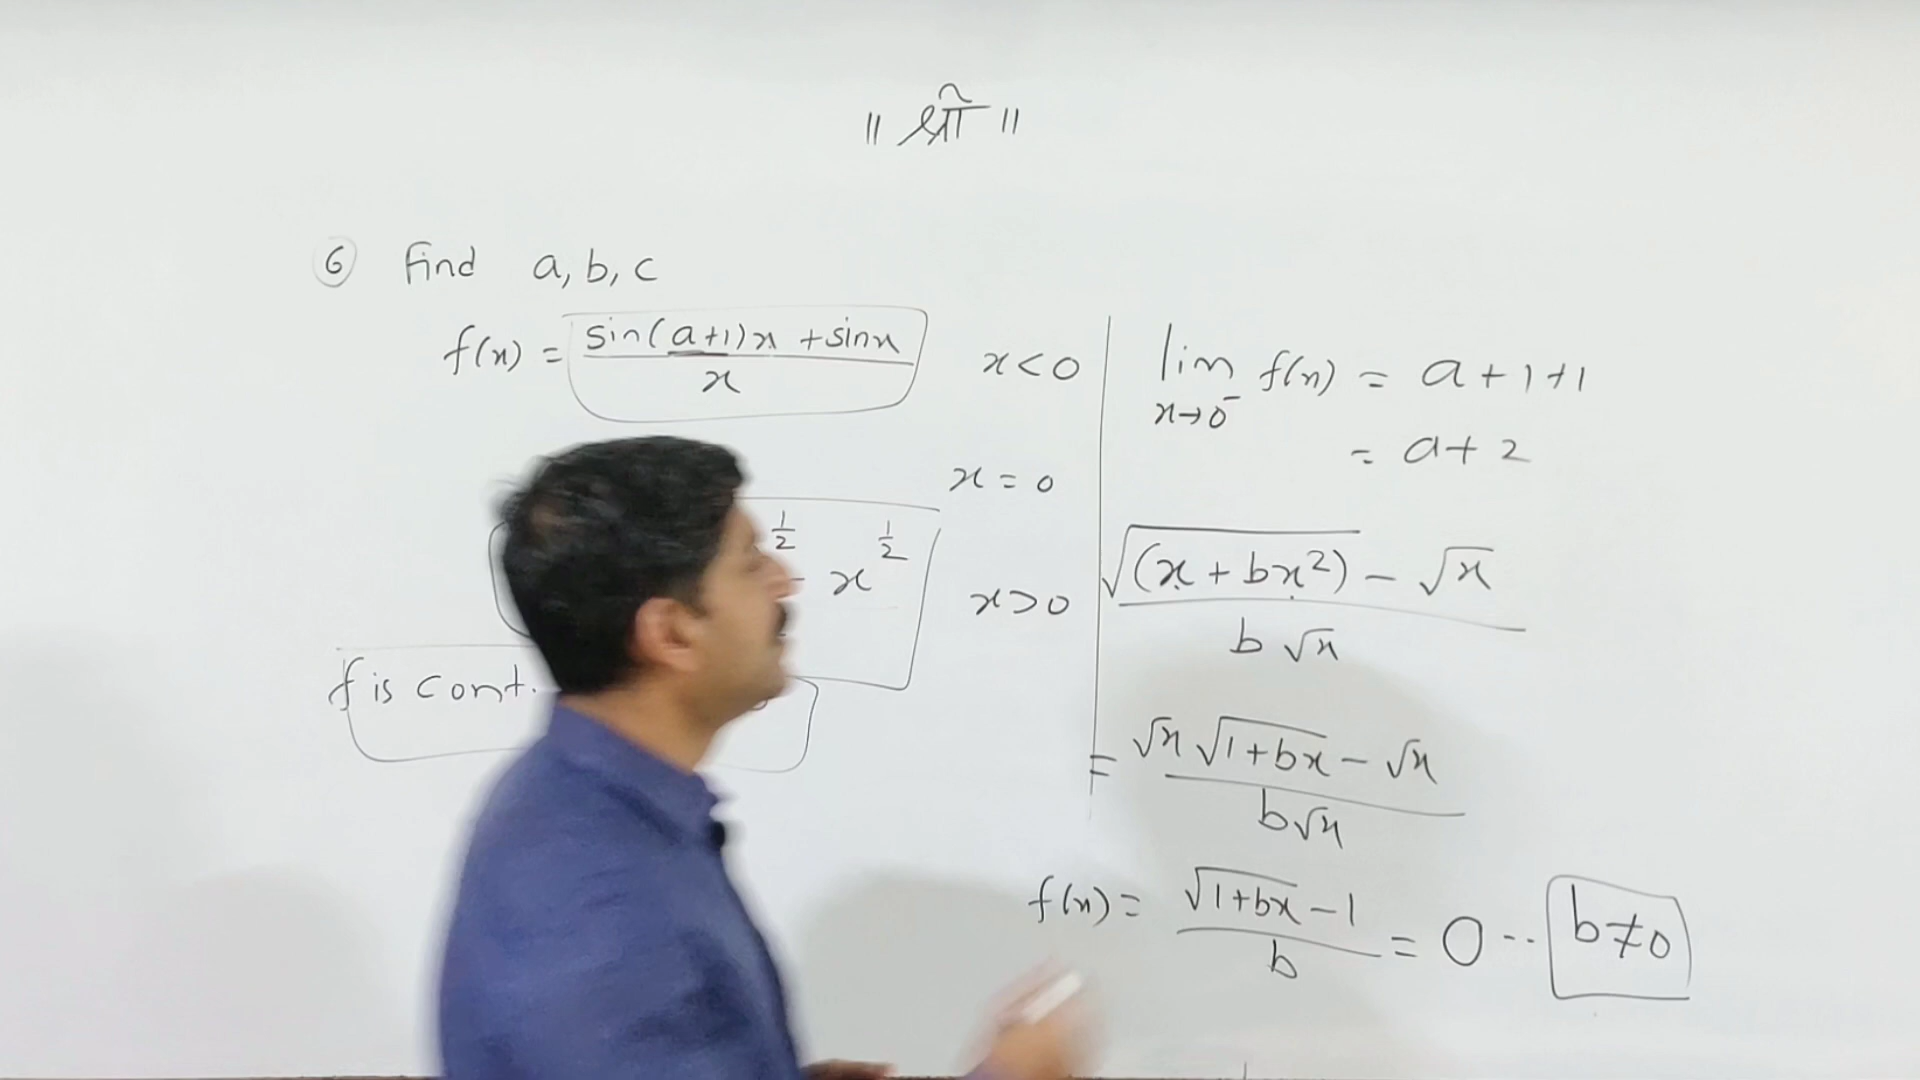 ॥ श्री ॥
⑥ Find a, b, c
f(x) = sin(a+1)x + sinx / x   x < 0
x = 0
1/2 - x^1/2   x > 0
f is cont.
lim x→0⁻ f(x) = a + 1 + 1
= a + 2
√(x + bx²) - √x / b√x
= √x √1+bx - √x / b√x
f(x) = √1+bx - 1 / b = 0 -- b ≠ 0